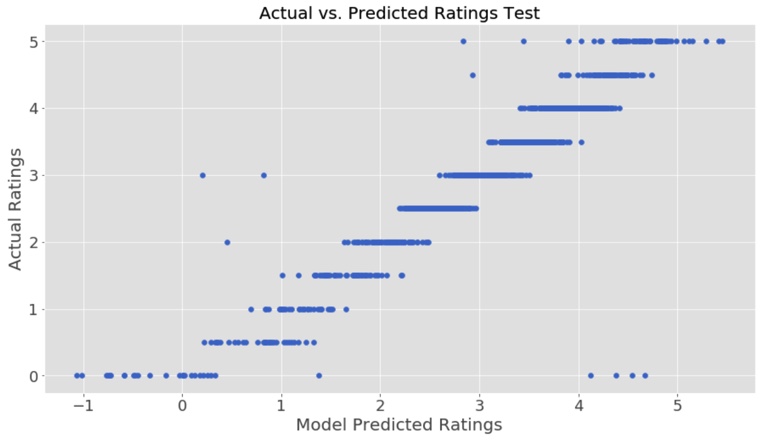 Actual vs. Predicted Ratings Test
5
4
3
2
1
0
Actual Ratings
−1 0 1 2 3 4 5
Model Predicted Ratings